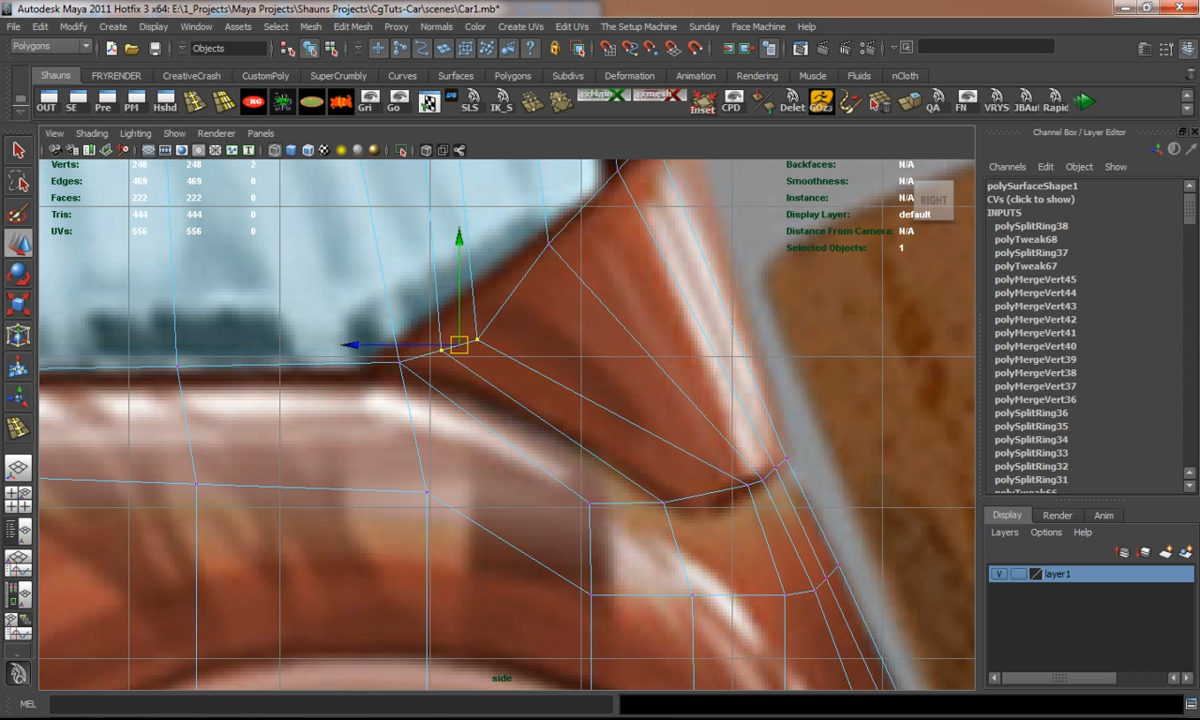 Autodesk Maya 2011 Hotfix 3 x64: E:\1_Projects\Maya Projects\Shauns Projects\CgTuts-Car\scenes\Car1.mb*
File Edit Modify Create Display Window Assets Select Mesh Edit Mesh Proxy Normals Color Create UVs Edit UVs The Setup Machine Sunday Face Machine Help
Polygons Objects
Shauns FRYRENDER CreativeCrash CustomPoly SuperCrumbly Curves Surfaces Polygons Subdivs Deformation Animation Rendering Muscle Fluids nCloth
OUT SE Pre PM Hshd Gri Go SLS IK_S Inset CPD Delet GOz3 QA FN VRYS JBAu Rapic
View Shading Lighting Show Renderer Panels
Channel Box / Layer Editor
Verts: 248 248 2
Edges: 469 469 0
Faces: 222 222 0
Tris: 444 444 0
UVs: 556 556 0
Backfaces: N/A
Smoothness: N/A
Instance: N/A
Display Layer: default
Distance From Camera: N/A
Selected Objects: 1
RIGHT
side
Channels Edit Object Show
polySurfaceShape1
CVs (click to show)
INPUTS
polySplitRing38
polyTweak68
polySplitRing37
polyTweak67
polyMergeVert45
polyMergeVert44
polyMergeVert43
polyMergeVert42
polyMergeVert41
polyMergeVert40
polyMergeVert39
polyMergeVert38
polyMergeVert37
polyMergeVert36
polySplitRing36
polySplitRing35
polySplitRing34
polySplitRing33
polySplitRing32
polySplitRing31
polyTweak66
Display Render Anim
Layers Options Help
V layer1
MEL